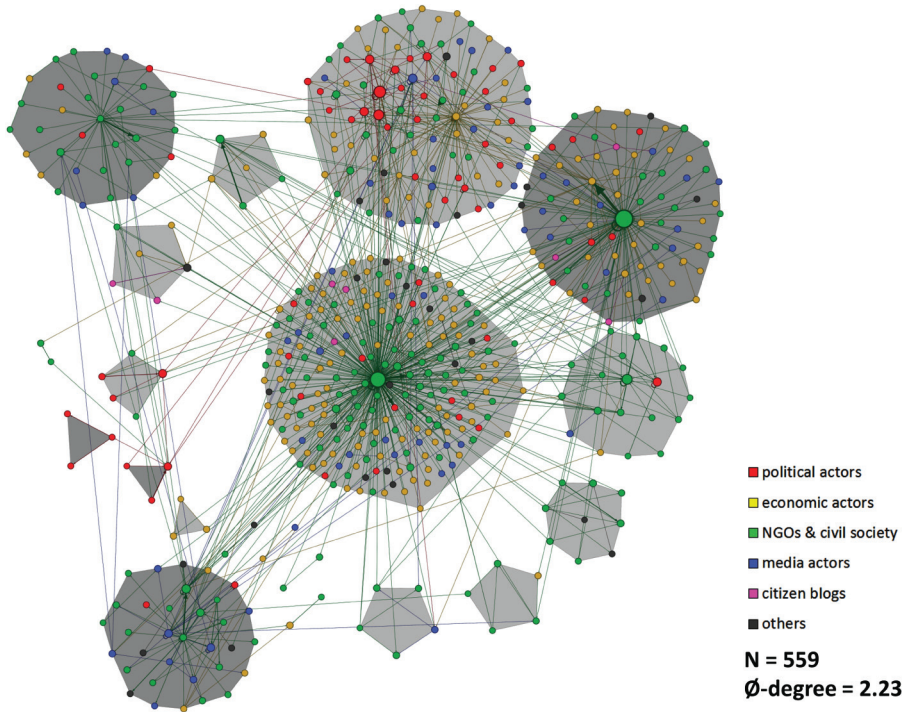 political actors
economic actors
NGOs & civil society
media actors
citizen blogs
others
N = 559
Ø-degree = 2.23